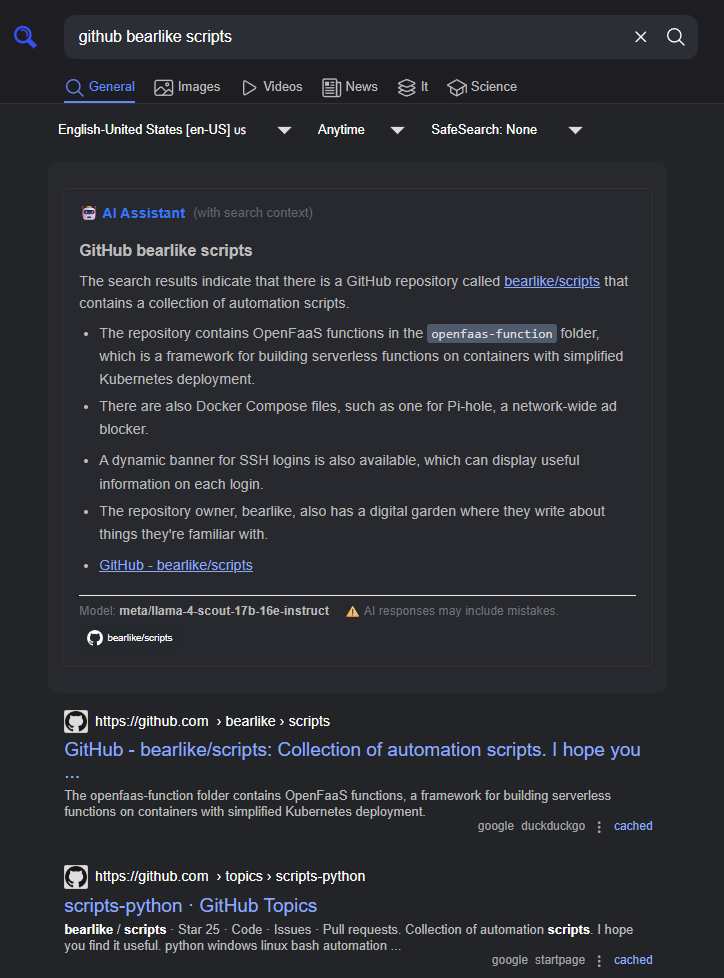 github bearlike scripts
General Images Videos News It Science
English-United States [en-US] us Anytime SafeSearch: None
AI Assistant (with search context)
GitHub bearlike scripts
The search results indicate that there is a GitHub repository called bearlike/scripts that
contains a collection of automation scripts.
• The repository contains OpenFaaS functions in the openfaas-function folder,
which is a framework for building serverless functions on containers with simplified
Kubernetes deployment.
• There are also Docker Compose files, such as one for Pi-hole, a network-wide ad
blocker.
• A dynamic banner for SSH logins is also available, which can display useful
information on each login.
• The repository owner, bearlike, also has a digital garden where they write about
things they're familiar with.
• GitHub - bearlike/scripts
Model: meta/llama-4-scout-17b-16e-instruct ⚠️ AI responses may include mistakes.
bearlike/scripts
https://github.com › bearlike › scripts
GitHub - bearlike/scripts: Collection of automation scripts. I hope you
...
The openfaas-function folder contains OpenFaaS functions, a framework for building serverless
functions on containers with simplified Kubernetes deployment.
google duckduckgo ⋮ cached
https://github.com › topics › scripts-python
scripts-python · GitHub Topics
bearlike / scripts · Star 25 · Code · Issues · Pull requests. Collection of automation scripts. I hope
you find it useful. python windows linux bash automation ...
google startpage ⋮ cached